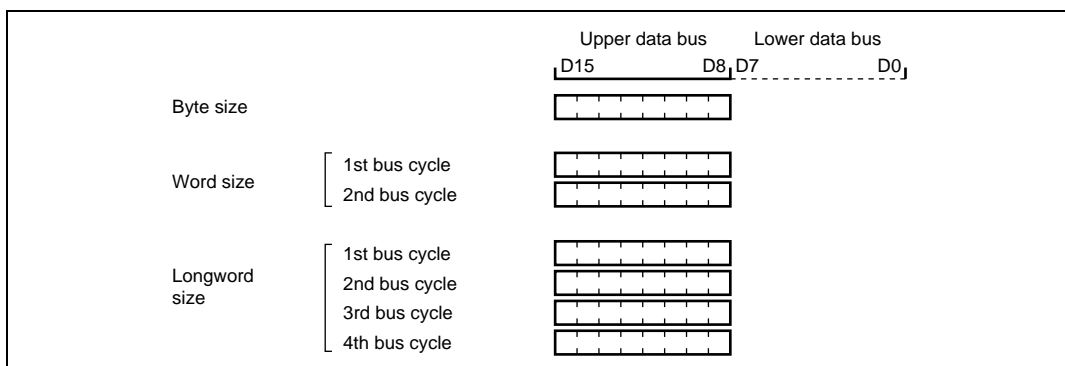 Upper data bus Lower data bus
D15 D8 D7 D0
Byte size
Word size
1st bus cycle
2nd bus cycle
Longword
size
1st bus cycle
2nd bus cycle
3rd bus cycle
4th bus cycle